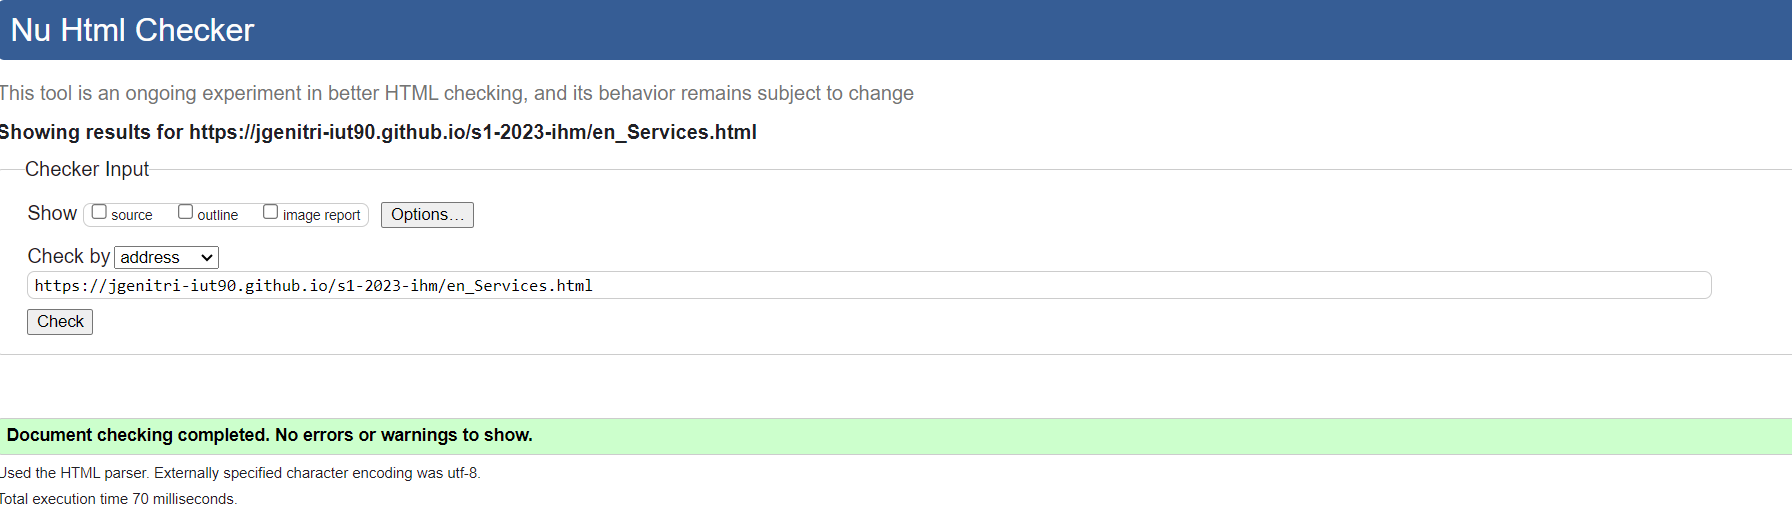 Nu Html Checker
This tool is an ongoing experiment in better HTML checking, and its behavior remains subject to change
Showing results for https://jgenitri-iut90.github.io/s1-2023-ihm/en_Services.html
Checker Input
Show source outline image report Options...
Check by address
https://jgenitri-iut90.github.io/s1-2023-ihm/en_Services.html
Check
Document checking completed. No errors or warnings to show.
Used the HTML parser. Externally specified character encoding was utf-8.
Total execution time 70 milliseconds.